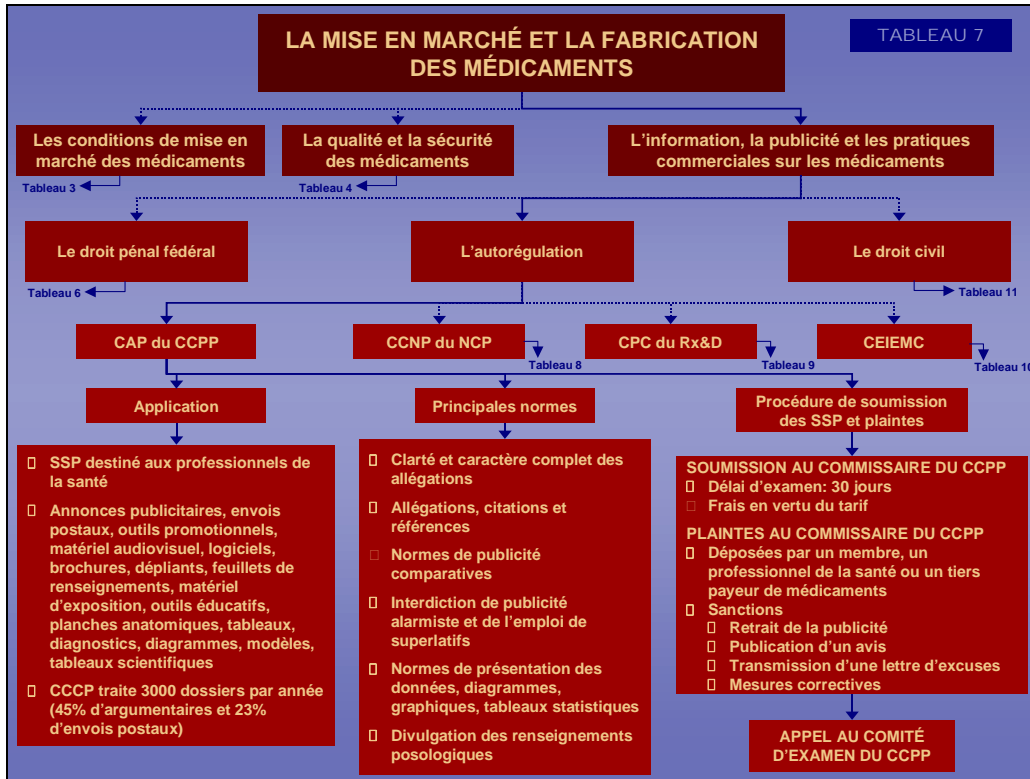 LA MISE EN MARCHÉ ET LA FABRICATION
DES MÉDICAMENTS
TABLEAU 7
Les conditions de mise en
marché des médicaments
La qualité et la sécurité
des médicaments
L'information, la publicité et les pratiques
commerciales sur les médicaments
Tableau 3
Tableau 4
Le droit pénal fédéral
L'autorégulation
Le droit civil
Tableau 6
Tableau 11
CAP du CCPP
CCNP du NCP
CPC du Rx&D
CEIEMC
Tableau 8
Tableau 9
Tableau 10
Application
Principales normes
Procédure de soumission
des SSP et plaintes
SSP destiné aux professionnels de
la santé
Annonces publicitaires, envois
postaux, outils promotionnels,
matériel audiovisuel, logiciels,
brochures, dépliants, feuillets de
renseignements, matériel
d'exposition, outils éducatifs,
planches anatomiques, tableaux,
diagnostics, diagrammes, modèles,
tableaux scientifiques
CCCP traite 3000 dossiers par année
(45% d'argumentaires et 23%
d'envois postaux)
Clarté et caractère complet des
allégations
Allégations, citations et
références
Normes de publicité
comparatives
Interdiction de publicité
alarmiste et de l'emploi de
superlatifs
Normes de présentation des
données, diagrammes,
graphiques, tableaux statistiques
Divulgation des renseignements
posologiques
SOUMISSION AU COMMISSAIRE DU CCPP
Délai d'examen: 30 jours
Frais en vertu du tarif
PLAINTES AU COMMISSAIRE DU CCPP
Déposées par un membre, un
professionnel de la santé ou un tiers
payeur de médicaments
Sanctions
Retrait de la publicité
Publication d'un avis
Transmission d'une lettre d'excuses
Mesures correctives
APPEL AU COMITÉ
D'EXAMEN DU CCPP